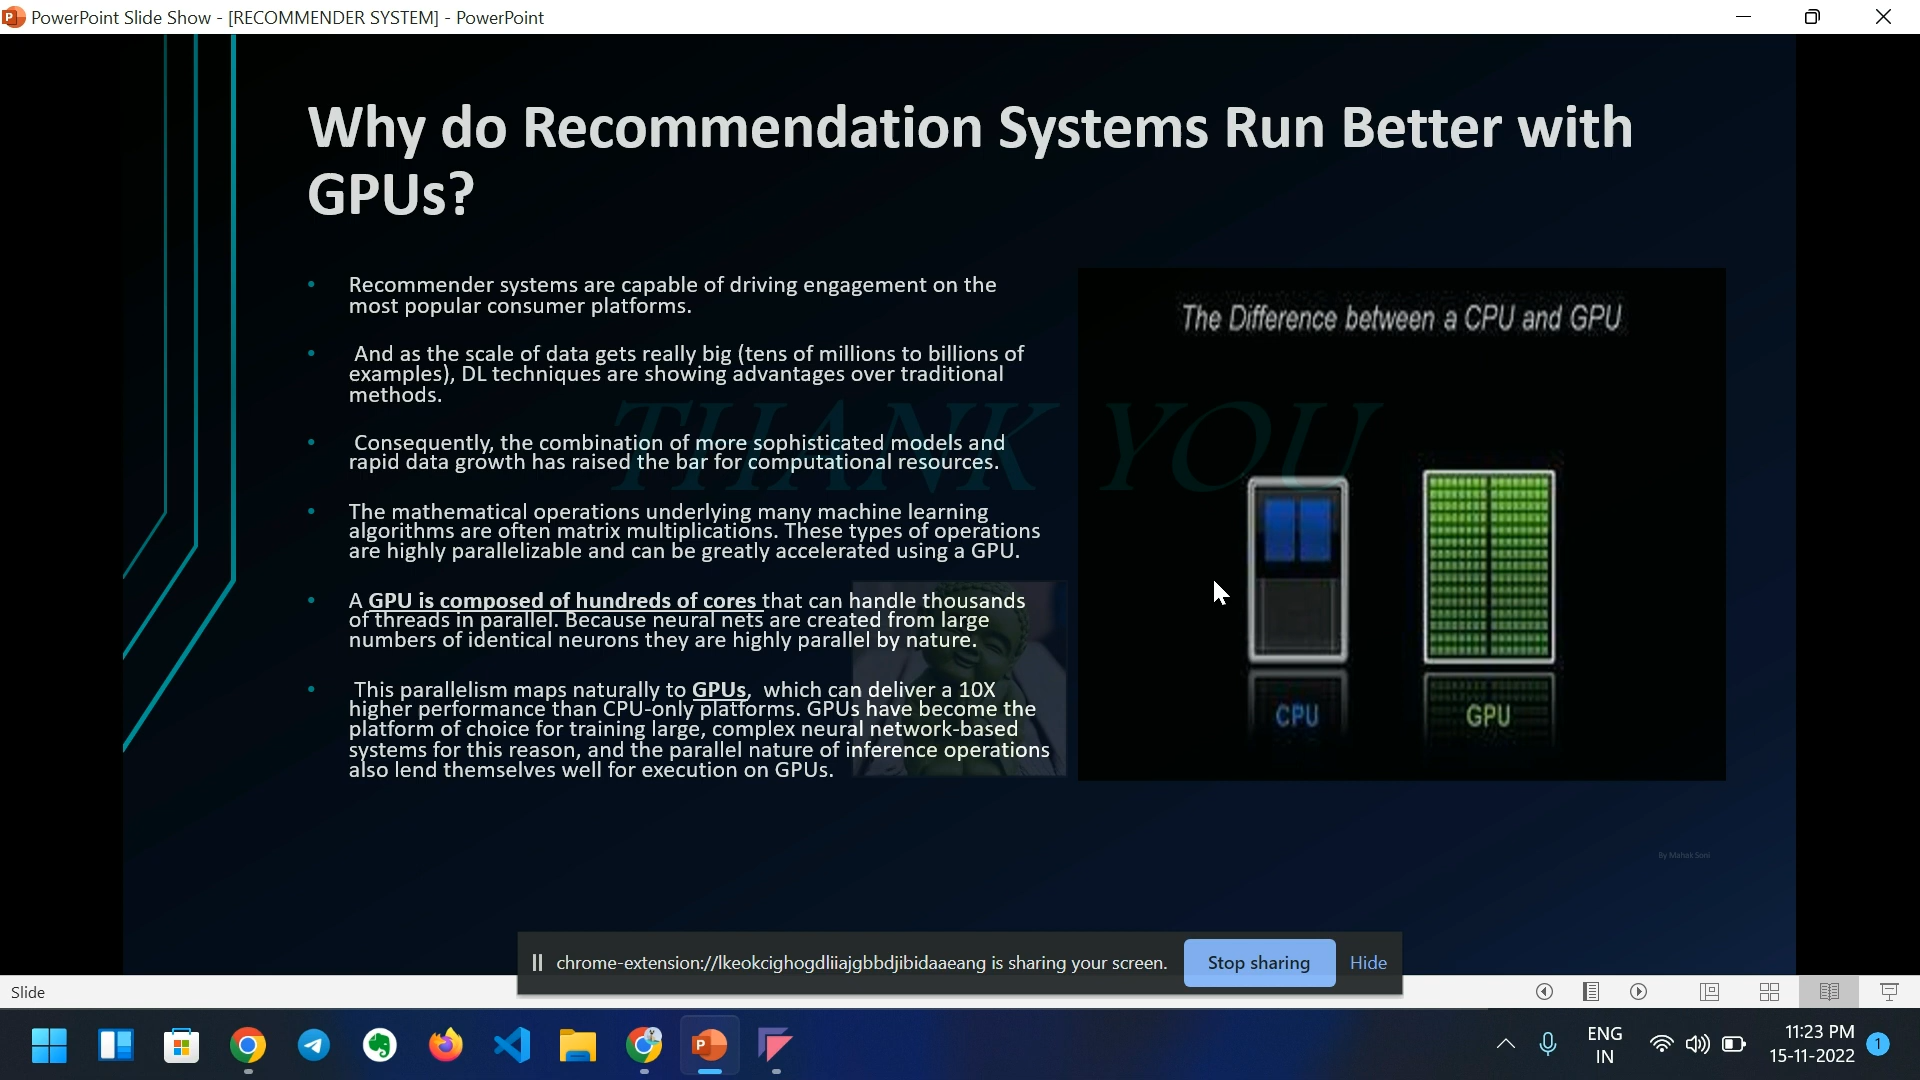 PowerPoint Slide Show - [RECOMMENDER SYSTEM] - PowerPoint
Why do Recommendation Systems Run Better with
GPUs?
• Recommender systems are capable of driving engagement on the
most popular consumer platforms.
• And as the scale of data gets really big (tens of millions to billions of
examples), DL techniques are showing advantages over traditional
methods.
• Consequently, the combination of more sophisticated models and
rapid data growth has raised the bar for computational resources.
• The mathematical operations underlying many machine learning
algorithms are often matrix multiplications. These types of operations
are highly parallelizable and can be greatly accelerated using a GPU.
• A GPU is composed of hundreds of cores that can handle thousands
of threads in parallel. Because neural nets are created from large
numbers of identical neurons they are highly parallel by nature.
• This parallelism maps naturally to GPUs, which can deliver a 10X
higher performance than CPU-only platforms. GPUs have become the
platform of choice for training large, complex neural network-based
systems for this reason, and the parallel nature of inference operations
also lend themselves well for execution on GPUs.
THANK YOU
The Difference between a CPU and GPU
CPU
GPU
By Mahak Soni
chrome-extension://lkeokcighogdliiajgbbdjibidaaeang is sharing your screen.
Stop sharing
Hide
Slide
ENG
IN
11:23 PM
15-11-2022
1